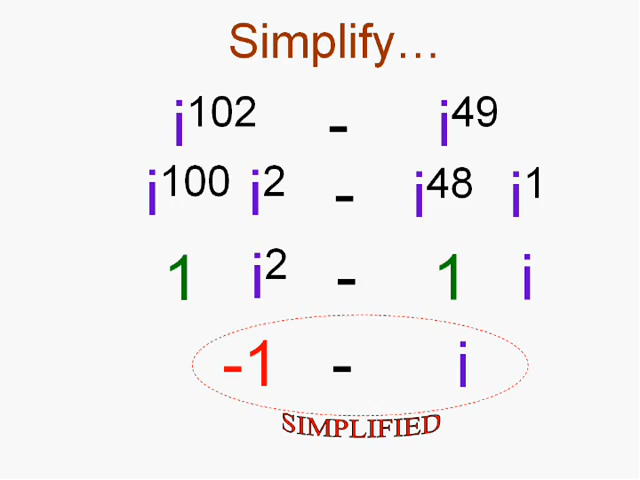 Simplify…
i¹⁰² - i⁴⁹
i¹⁰⁰ i² - i⁴⁸ i¹
1 i² - 1 i
-1 - i
SIMPLIFIED